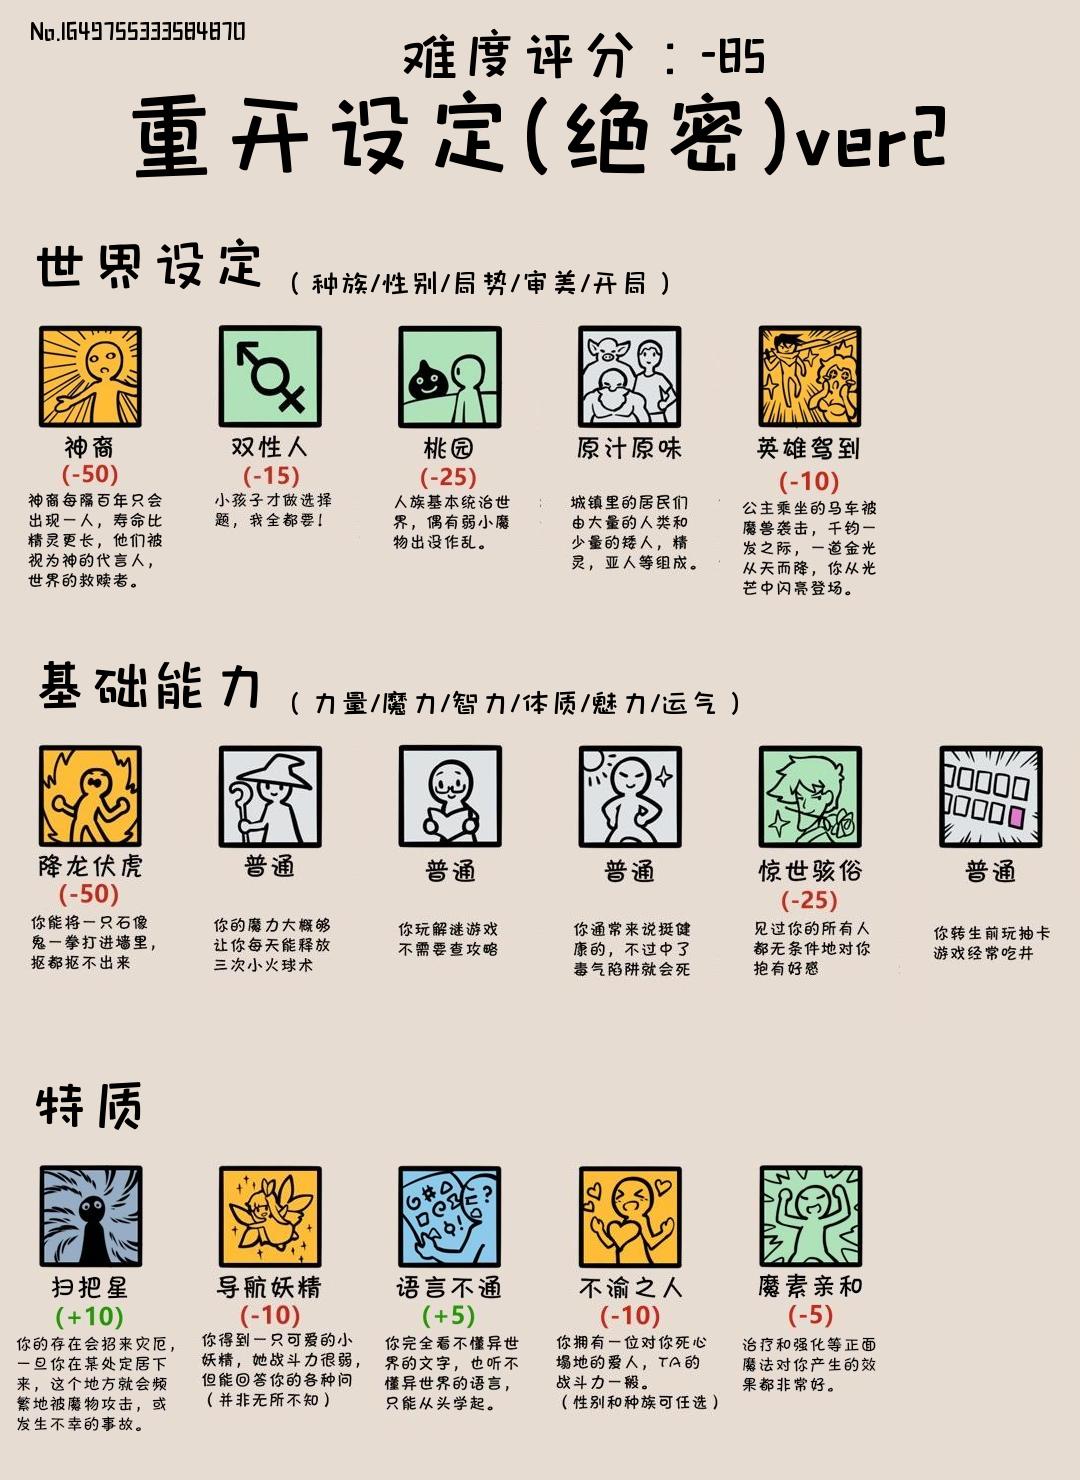 No.1649755333584870
难度评分：-85
重开设定(绝密)ver2
世界设定（种族/性别/局势/审美/开局）
神裔
(-50)
神裔每隔百年只会
出现一人，寿命比
精灵更长，他们被
视为神的代言人，
世界的救赎者。
双性人
(-15)
小孩子才做选择
题，我全都要！
桃园
(-25)
人族基本统治世
界，偶有弱小魔
物出没作乱。
原汁原味
城镇里的居民们
由大量的人类和
少量的矮人，精
灵，亚人等组成。
英雄驾到
(-10)
公主乘坐的马车被
魔兽袭击，千钧一
发之际，一道金光
从天而降，你从光
芒中闪亮登场。
基础能力（力量/魔力/智力/体质/魅力/运气）
降龙伏虎
(-50)
你能将一只石像
鬼一拳打进墙里，
抠都抠不出来
普通
你的魔力大概够
让你每天能释放
三次小火球术
普通
你玩解谜游戏
不需要查攻略
普通
你通常来说挺健
康的，不过中了
毒气陷阱就会死
惊世骇俗
(-25)
见过你的所有人
都无条件地对你
抱有好感
普通
你转生前玩抽卡
游戏经常吃井
特质
扫把星
(+10)
你的存在会招来灾厄，
一旦你在某处定居下
来，这个地方就会频
繁地被魔物攻击，或
发生不幸的事故。
导航妖精
(-10)
你得到一只可爱的小
妖精，她战斗力很弱，
但能回答你的各种问
（并非无所不知）
语言不通
(+5)
你完全看不懂异世
界的文字，也听不
懂异世界的语言，
只能从头学起。
不渝之人
(-10)
你拥有一位对你死心
塌地的爱人，TA的
战斗力一般。
（性别和种族可任选）
魔素亲和
(-5)
治疗和强化等正面
魔法对你产生的效
果都非常好。